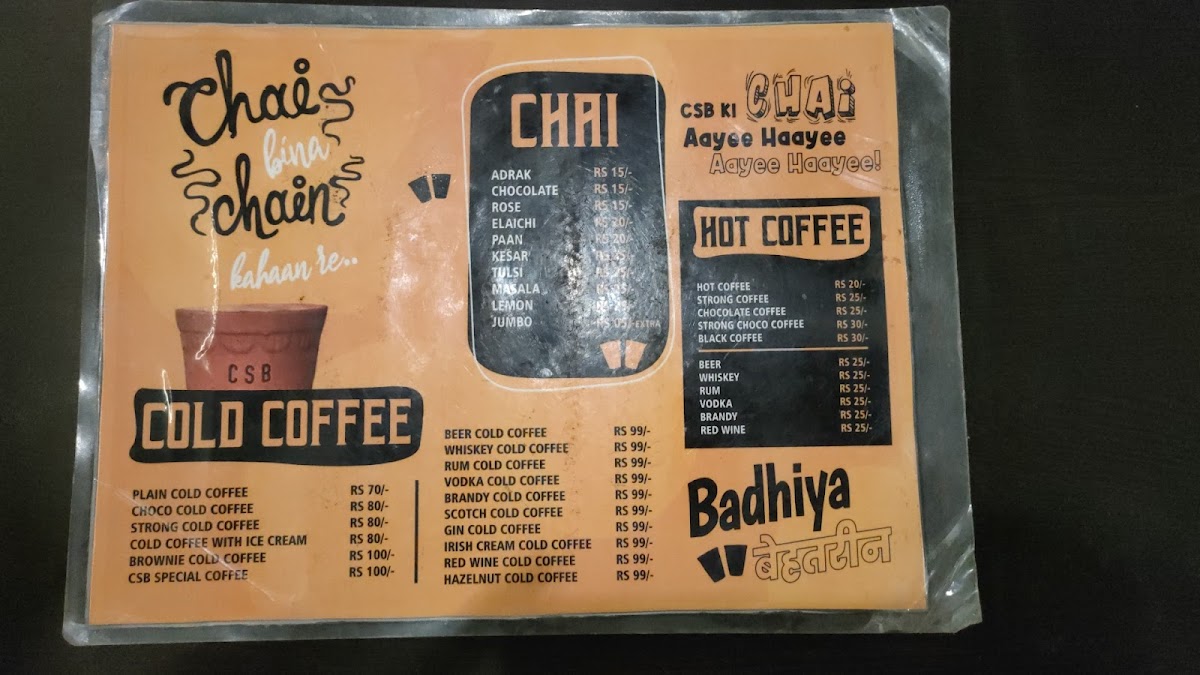 Chai
bina
chain
kahaan re..
CSB
COLD COFFEE
PLAIN COLD COFFEE RS 70/-
CHOCO COLD COFFEE RS 80/-
STRONG COLD COFFEE RS 80/-
COLD COFFEE WITH ICE CREAM RS 80/-
BROWNIE COLD COFFEE RS 100/-
CSB SPECIAL COFFEE RS 100/-
BEER COLD COFFEE RS 99/-
WHISKEY COLD COFFEE RS 99/-
RUM COLD COFFEE RS 99/-
VODKA COLD COFFEE RS 99/-
BRANDY COLD COFFEE RS 99/-
SCOTCH COLD COFFEE RS 99/-
GIN COLD COFFEE RS 99/-
IRISH CREAM COLD COFFEE RS 99/-
RED WINE COLD COFFEE RS 99/-
HAZELNUT COLD COFFEE RS 99/-
CHAI
ADRAK RS 15/-
CHOCOLATE RS 15/-
ROSE RS 15/-
ELAICHI RS 20/-
PAAN RS 20/-
KESAR RS
TULSI RS
MASALA RS
LEMON RS
JUMBO RS 05/-EXTRA
CSB KI CHAI
Aayee Haayee
Aayee Haayee!
HOT COFFEE
HOT COFFEE RS 20/-
STRONG COFFEE RS 25/-
CHOCOLATE COFFEE RS 25/-
STRONG CHOCO COFFEE RS 30/-
BLACK COFFEE RS 30/-
BEER RS 25/-
WHISKEY RS 25/-
RUM RS 25/-
VODKA RS 25/-
BRANDY RS 25/-
RED WINE RS 25/-
Badhiya
बेहतरीन